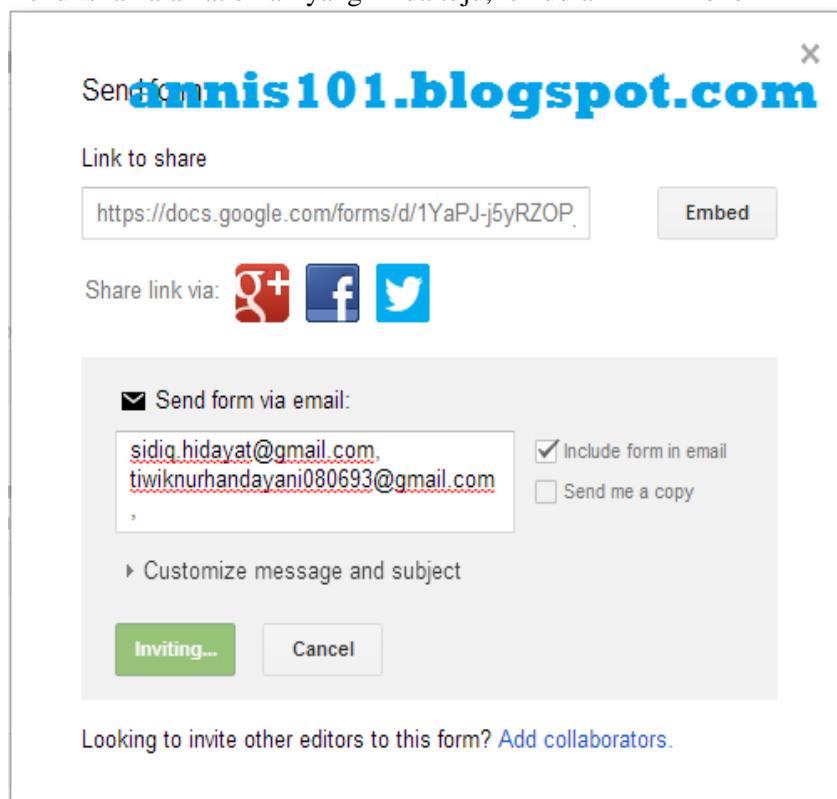 Send form
annis101.blogspot.com
Link to share
https://docs.google.com/forms/d/1YaPJ-j5yRZOP
Embed
Share link via:
Send form via email:
sidiq.hidayat@gmail.com,
tiwiknurhandayani080693@gmail.com
,
Include form in email
Send me a copy
Customize message and subject
Inviting...
Cancel
Looking to invite other editors to this form? Add collaborators.